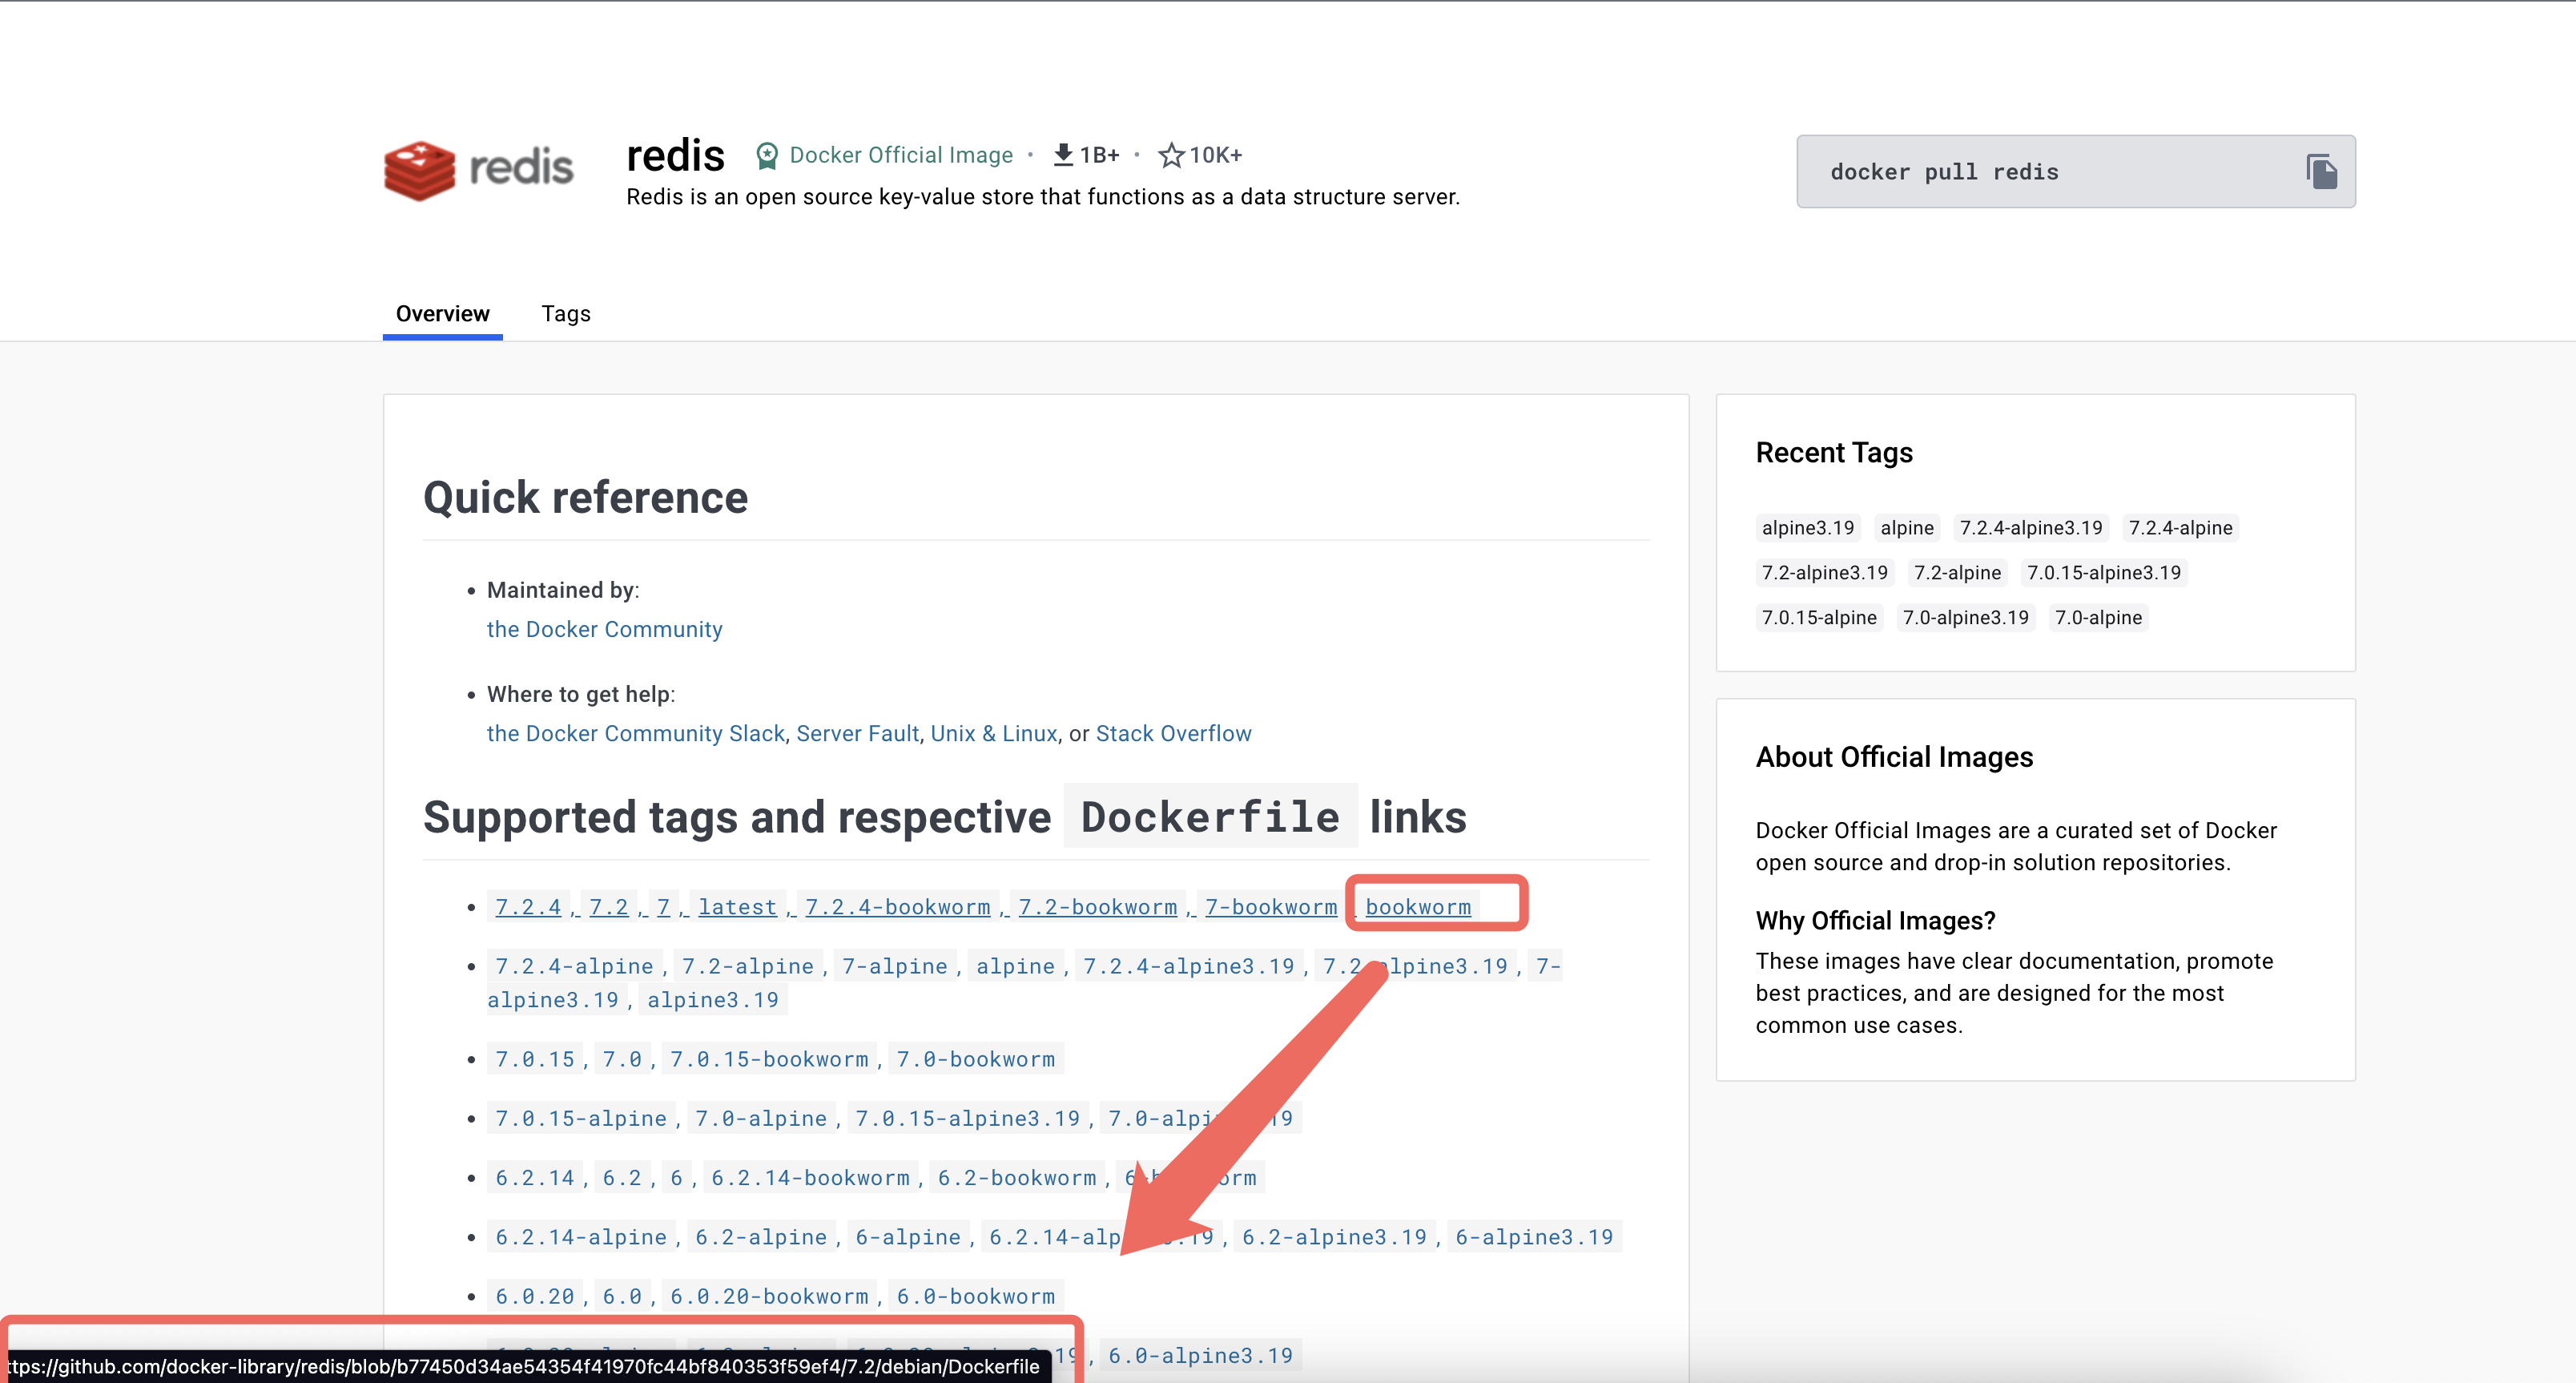 redis
redis Docker Official Image · 1B+ · 10K+
Redis is an open source key-value store that functions as a data structure server.
docker pull redis
Overview Tags
Quick reference
• Maintained by:
the Docker Community
• Where to get help:
the Docker Community Slack, Server Fault, Unix & Linux, or Stack Overflow
Supported tags and respective Dockerfile links
• 7.2.4, 7.2, 7, latest, 7.2.4-bookworm, 7.2-bookworm, 7-bookworm, bookworm
• 7.2.4-alpine, 7.2-alpine, 7-alpine, alpine, 7.2.4-alpine3.19, 7.2-alpine3.19, 7-
alpine3.19, alpine3.19
• 7.0.15, 7.0, 7.0.15-bookworm, 7.0-bookworm
• 7.0.15-alpine, 7.0-alpine, 7.0.15-alpine3.19, 7.0-alpine3.19
• 6.2.14, 6.2, 6, 6.2.14-bookworm, 6.2-bookworm, 6-bookworm
• 6.2.14-alpine, 6.2-alpine, 6-alpine, 6.2.14-alpine3.19, 6.2-alpine3.19, 6-alpine3.19
• 6.0.20, 6.0, 6.0.20-bookworm, 6.0-bookworm
6.0-alpine3.19
ttps://github.com/docker-library/redis/blob/b77450d34ae54354f41970fc44bf840353f59ef4/7.2/debian/Dockerfile
Recent Tags
alpine3.19 alpine 7.2.4-alpine3.19 7.2.4-alpine
7.2-alpine3.19 7.2-alpine 7.0.15-alpine3.19
7.0.15-alpine 7.0-alpine3.19 7.0-alpine
About Official Images
Docker Official Images are a curated set of Docker
open source and drop-in solution repositories.
Why Official Images?
These images have clear documentation, promote
best practices, and are designed for the most
common use cases.